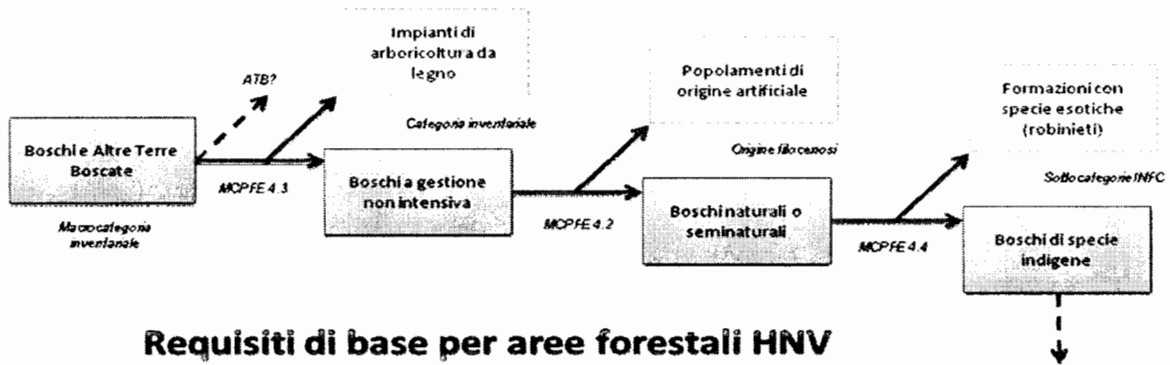 Impianti di
arboricoltura da
legno
ATB?
Popolamenti di
origine artificiale
Formazioni con
specie esotiche
(robinieti)
Categoria inventariale
Boschi e Altre Terre
Boscate
Origine fitocenosi
MCPFE 4.3
Boschi a gestione
non intensiva
Sottocategorie INFC
MCPFE 4.2
Boschi naturali o
seminaturali
Macrocategoria
inventariale
MCPFE 4.4
Boschi di specie
indigene
Requisiti di base per aree forestali HNV